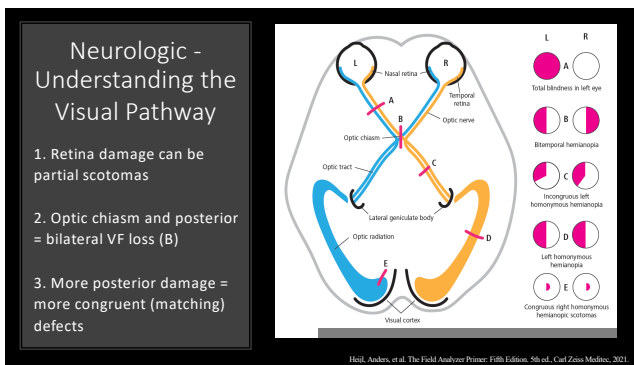 Neurologic -
Understanding the
Visual Pathway
1. Retina damage can be
partial scotomas
2. Optic chiasm and posterior
= bilateral VF loss (B)
3. More posterior damage =
more congruent (matching)
defects
L
R
Nasal retina
Temporal
retina
A
B
Optic nerve
Optic chiasm
Optic tract
C
Lateral geniculate body
Optic radiation
D
E
Visual cortex
L R
A
Total blindness in left eye
B
Bitemporal hemianopia
C
Incongruous left
homonymous hemianopia
D
Left homonymous
hemianopia
E
Congruous right homonymous
hemianopic scotomas
Heijl, Anders, et al. The Field Analyzer Primer: Fifth Edition. 5th ed., Carl Zeiss Meditec, 2021.